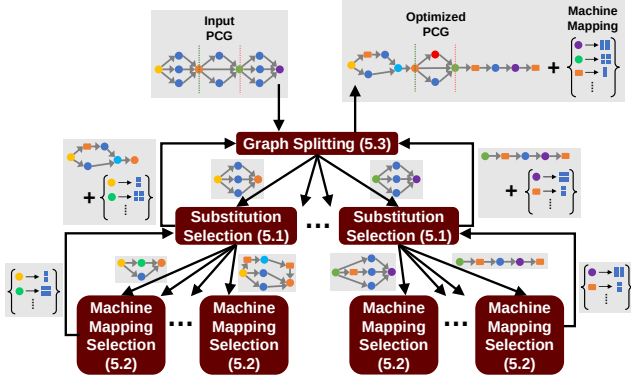 Input
PCG
Optimized
PCG
Machine
Mapping
+
Graph Splitting (5.3)
+
+
Substitution
Selection (5.1)
...
Substitution
Selection (5.1)
Machine
Mapping
Selection
(5.2)
...
Machine
Mapping
Selection
(5.2)
Machine
Mapping
Selection
(5.2)
...
Machine
Mapping
Selection
(5.2)